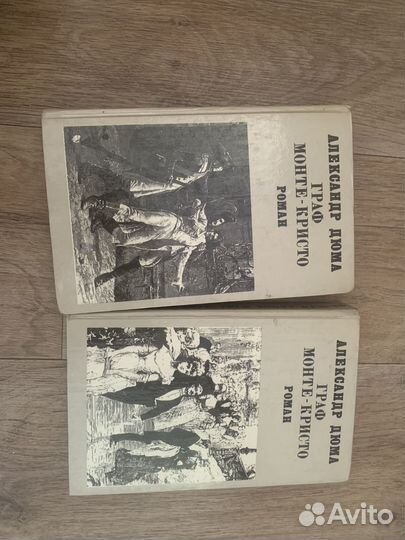 АЛЕКСАНДР ДЮМА
ГРАФ
МОНТЕ-КРИСТО
РОМАН
АЛЕКСАНДР ДЮМА
ГРАФ
МОНТЕ-КРИСТО
РОМАН
Avito